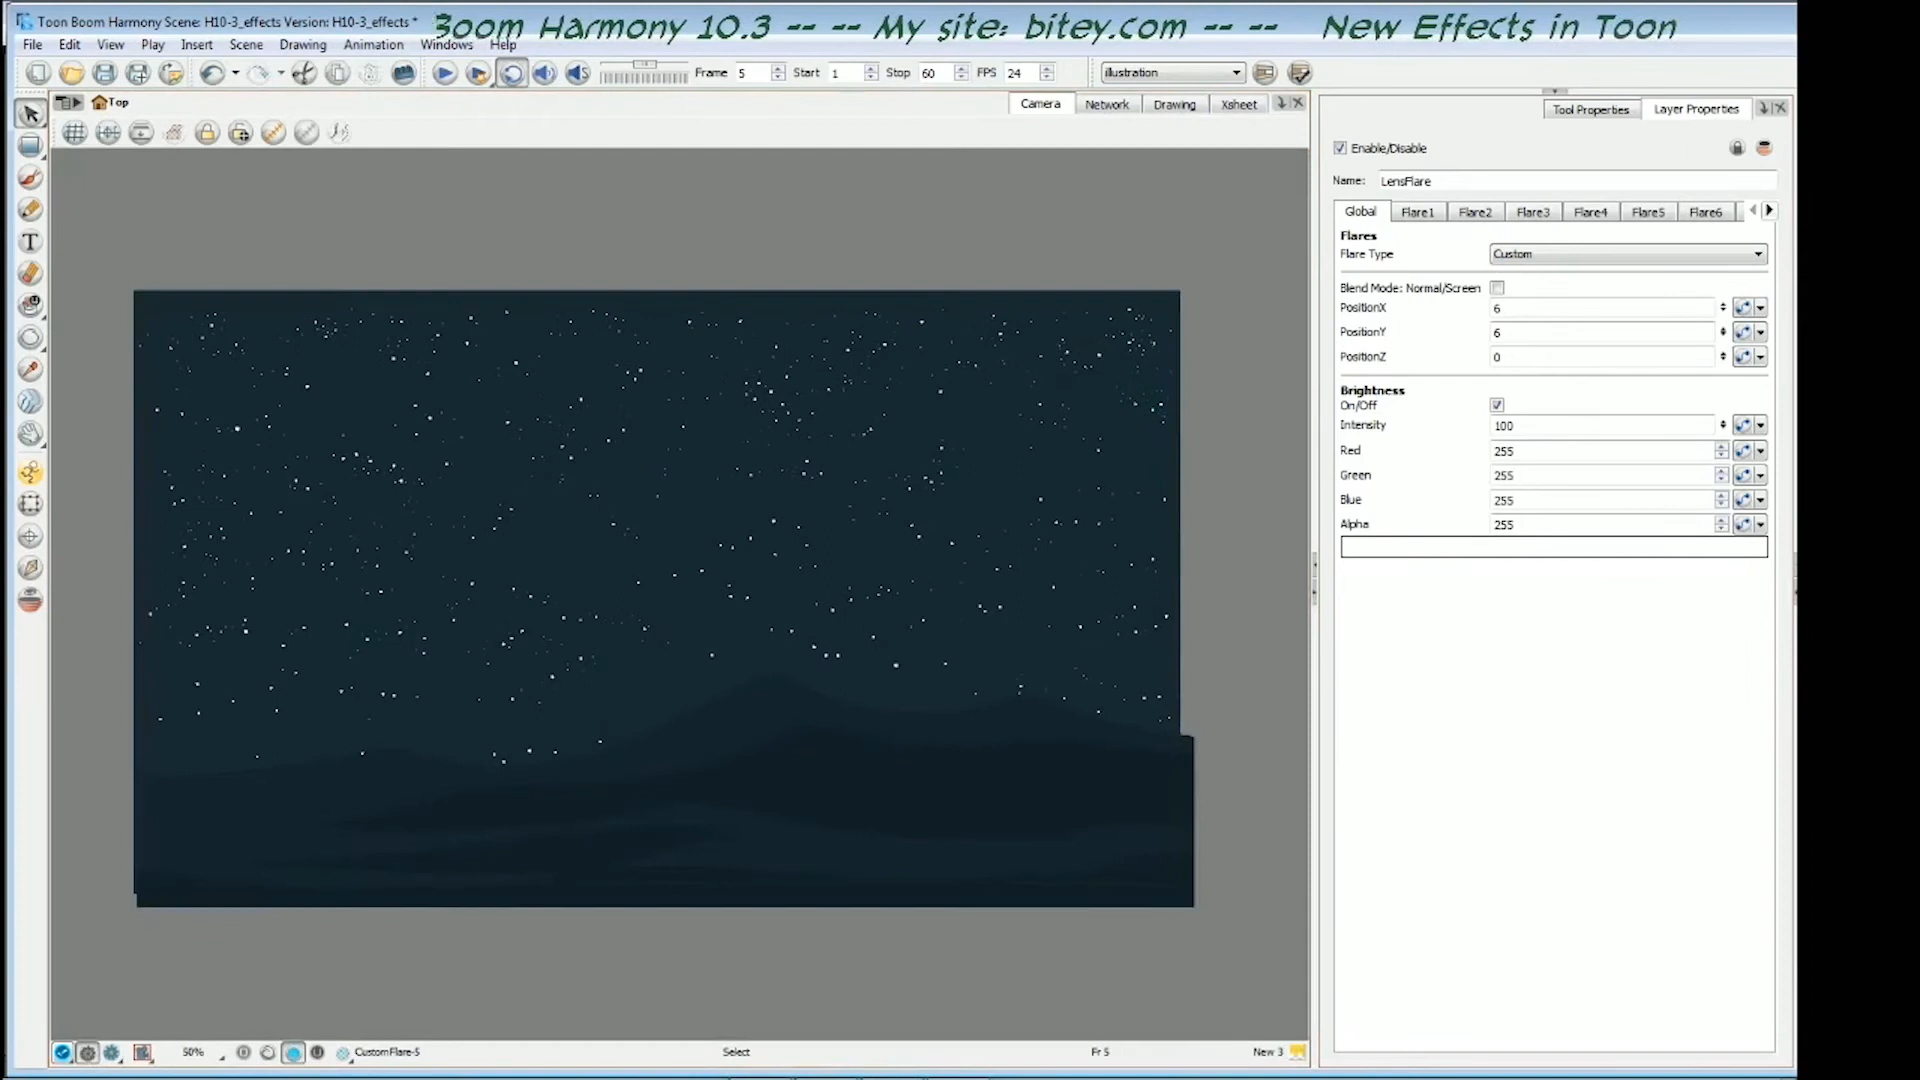 Toon Boom Harmony Scene: H10-3_effects Version: H10-3_effects *
Boom Harmony 10.3 -- -- My site: bitey.com -- -- New Effects in Toon
File Edit View Play Insert Scene Drawing Animation Windows Help
Frame 5 Start 1 Stop 60 FPS 24 illustration
Top Camera Network Drawing Xsheet
Tool Properties Layer Properties
Enable/Disable
Name: LensFlare
Global Flare1 Flare2 Flare3 Flare4 Flare5 Flare6
Flares
Flare Type Custom
Blend Mode: Normal/Screen
PositionX 6
PositionY 6
PositionZ 0
Brightness
On/Off
Intensity 100
Red 255
Green 255
Blue 255
Alpha 255
T
50% CustomFlare-5 Select Fr 5 New 3